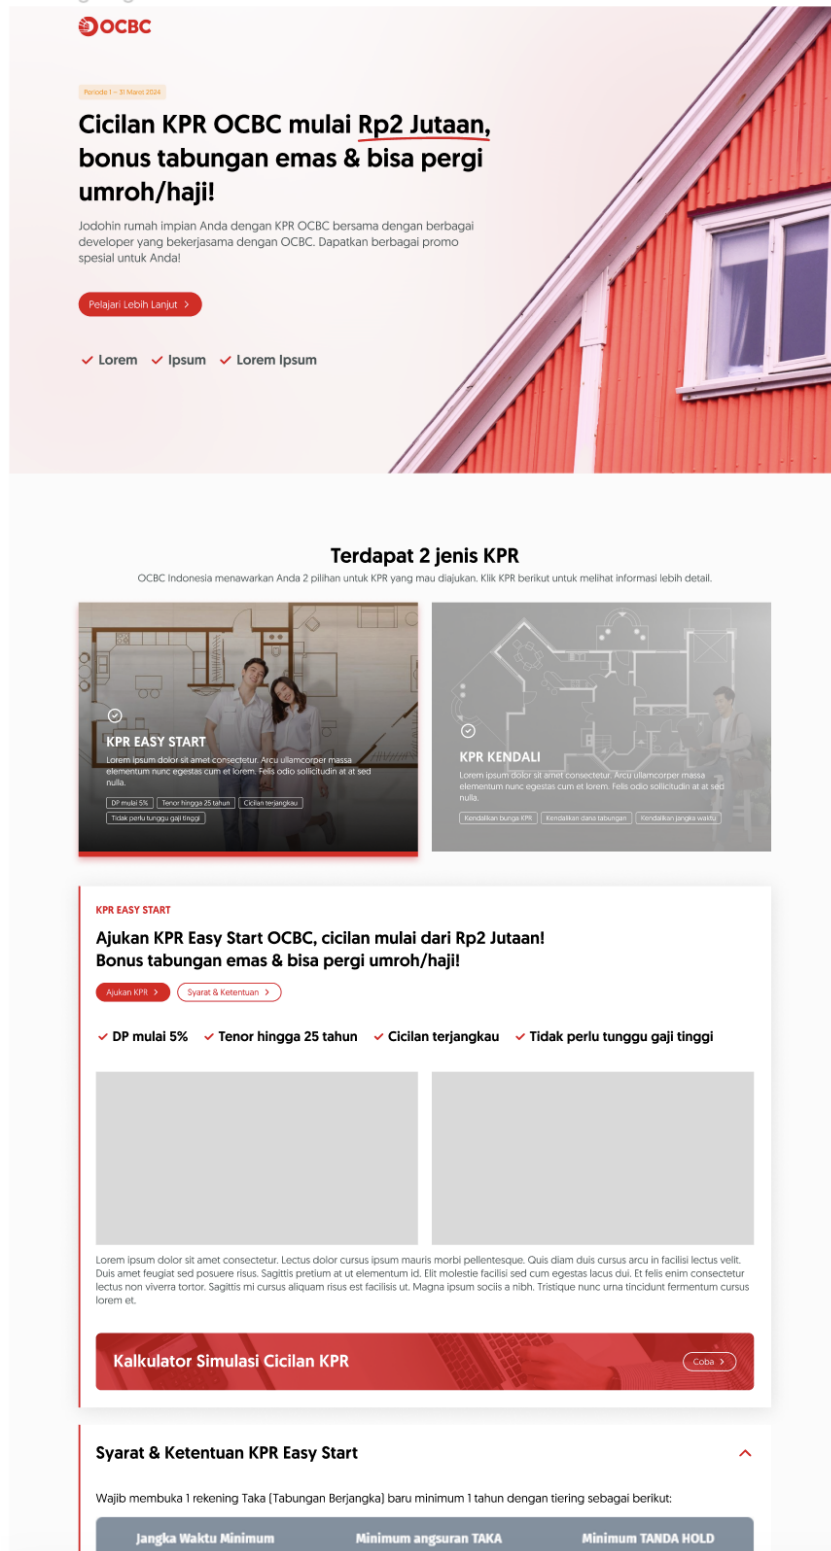 OCBC
Periode 1 - 31 Maret 2024
Cicilan KPR OCBC mulai Rp2 Jutaan,
bonus tabungan emas & bisa pergi
umroh/haji!
Jodohin rumah impian Anda dengan KPR OCBC bersama dengan berbagai
developer yang bekerjasama dengan OCBC. Dapatkan berbagai promo
spesial untuk Anda!
Pelajari Lebih Lanjut >
Lorem Ipsum Lorem Ipsum
Terdapat 2 jenis KPR
OCBC Indonesia menawarkan Anda 2 pilihan untuk KPR yang mau diajukan. Klik KPR berikut untuk melihat informasi lebih detail.
KPR EASY START
Lorem ipsum dolor sit amet consectetur. Arcu ullamcorper massa
elementum nunc egestas cum et lorem. Felis odio sollicitudin at at sed
nulla.
DP mulai 5% Tenor hingga 25 tahun Cicilan terjangkau
Tidak perlu tunggu gaji tinggi
KPR KENDALI
Lorem ipsum dolor sit amet consectetur. Arcu ullamcorper massa
elementum nunc egestas cum et lorem. Felis odio sollicitudin at at sed
nulla.
Kendalikan bunga KPR Kendalikan dana tabungan Kendalikan jangka waktu
KPR EASY START
Ajukan KPR Easy Start OCBC, cicilan mulai dari Rp2 Jutaan!
Bonus tabungan emas & bisa pergi umroh/haji!
Ajukan KPR > Syarat & Ketentuan >
DP mulai 5% Tenor hingga 25 tahun Cicilan terjangkau Tidak perlu tunggu gaji tinggi
Lorem ipsum dolor sit amet consectetur. Lectus dolor cursus ipsum mauris morbi pellentesque. Quis diam duis cursus arcu in facilisi lectus velit.
Duis amet feugiat sed posuere risus. Sagittis pretium at ut elementum id. Elit molestie facilisi sed cum egestas lacus dui. Et felis enim consectetur
lectus non viverra tortor. Sagittis mi cursus aliquam risus est facilisis ut. Magna ipsum sociis a nibh. Tristique nunc urna tincidunt fermentum cursus
lorem et.
Kalkulator Simulasi Cicilan KPR
Coba >
Syarat & Ketentuan KPR Easy Start
Wajib membuka 1 rekening Taka (Tabungan Berjangka) baru minimum 1 tahun dengan tiering sebagai berikut:
Jangka Waktu Minimum Minimum angsuran TAKA Minimum TANDA HOLD